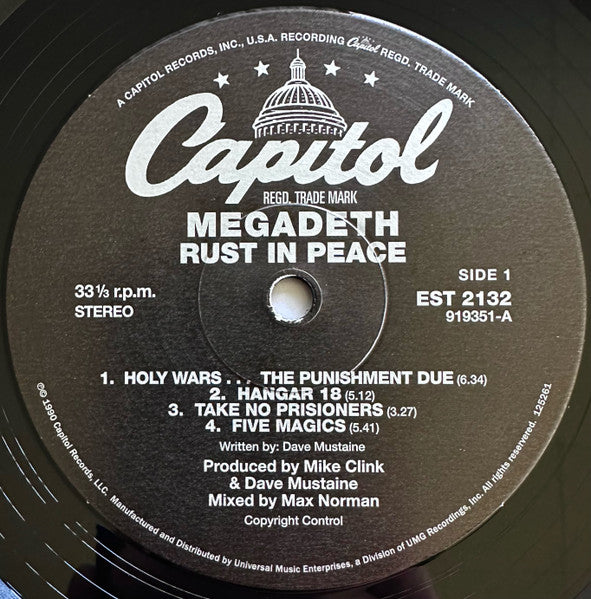 A CAPITOL RECORDS, INC., U.S.A. RECORDING Capitol REGD. TRADE MARK
Capitol
REGD. TRADE MARK
MEGADETH
RUST IN PEACE
SIDE 1
33⅓ r.p.m.
EST 2132
STEREO
919351-A
1. HOLY WARS . . . THE PUNISHMENT DUE (6.34)
2. HANGAR 18 (5.12)
3. TAKE NO PRISIONERS (3.27)
4. FIVE MAGICS (5.41)
Written by: Dave Mustaine
Produced by Mike Clink
& Dave Mustaine
Mixed by Max Norman
Copyright Control
℗© 1990 Capitol Records, LLC. Manufactured and Distributed by Universal Music Enterprises, a Division of UMG Recordings, Inc. All rights resererved. 125261